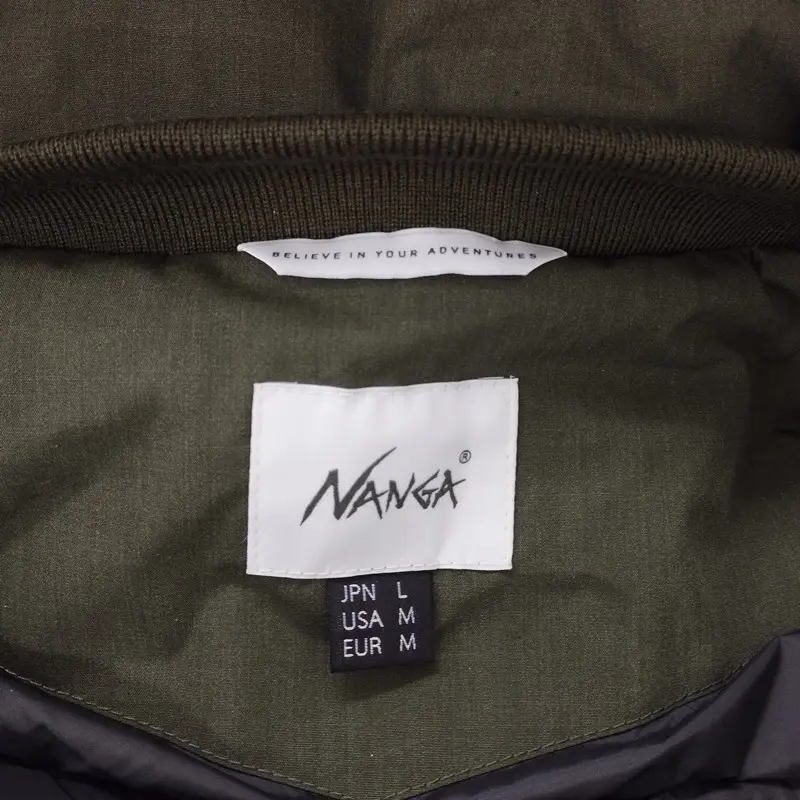 BELIEVE IN YOUR ADVENTURES
NANGA®
JPN L
USA M
EUR M